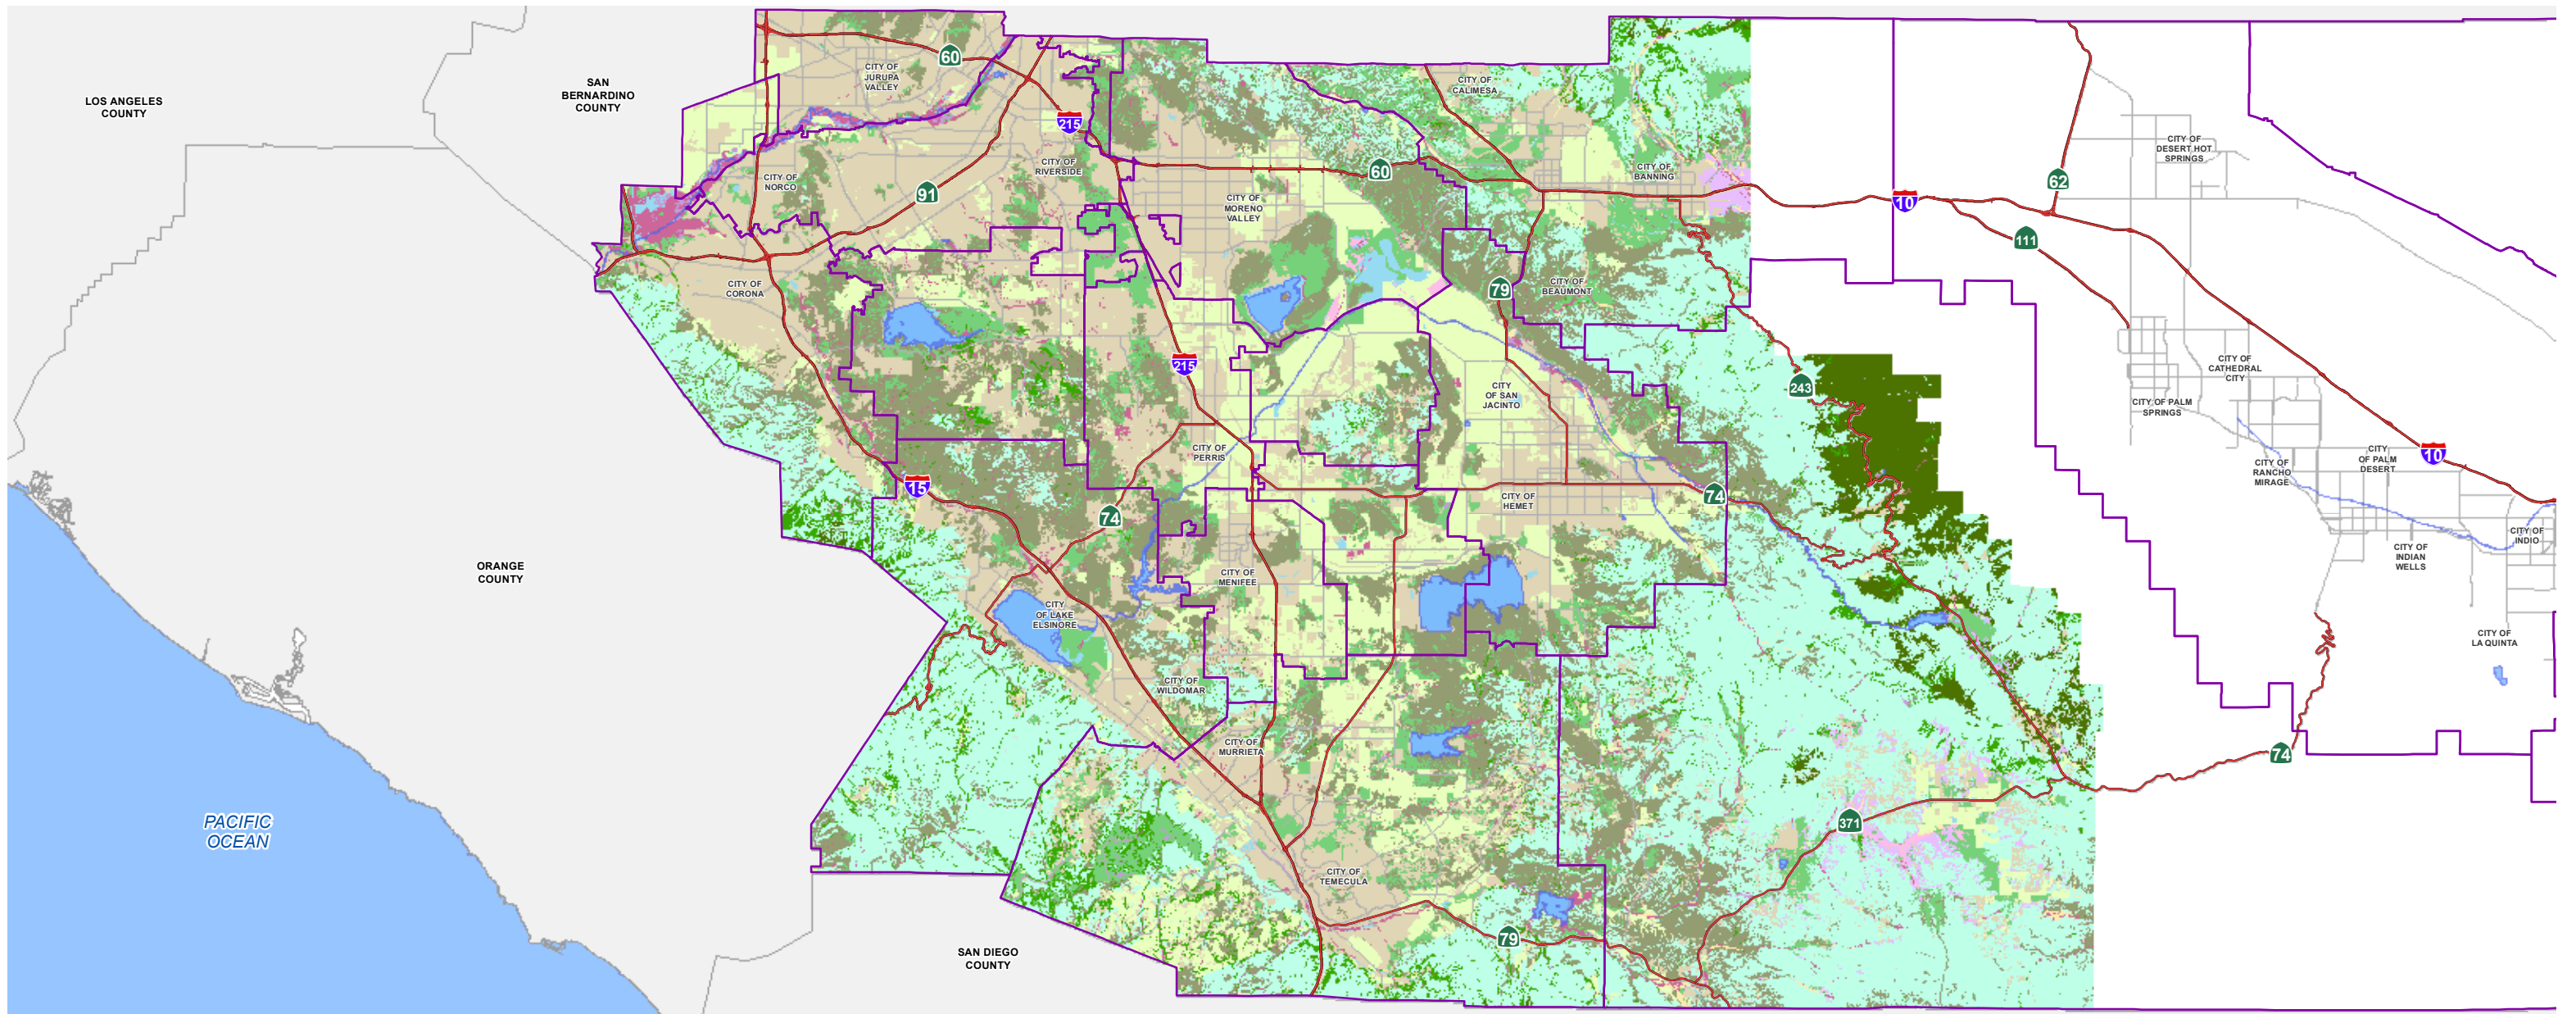 LOS ANGELES
COUNTY
SAN
BERNARDINO
COUNTY
ORANGE
COUNTY
SAN DIEGO
COUNTY
PACIFIC
OCEAN
60
CITY OF
JURUPA
VALLEY
215
CITY OF
RIVERSIDE
CITY OF
NORCO
91
CITY OF
CORONA
CITY OF
CALIMESA
60
CITY OF
MORENO
VALLEY
CITY OF
BANNING
79
CITY OF
BEAUMONT
10
62
111
CITY OF
DESERT HOT
SPRINGS
215
CITY
OF SAN
JACINTO
243
CITY OF
CATHEDRAL
CITY
CITY OF PALM
SPRINGS
CITY OF
PERRIS
15
74
CITY OF
HEMET
74
10
CITY
OF PALM
DESERT
CITY OF
RANCHO
MIRAGE
CITY OF
INDIO
CITY OF
INDIAN
WELLS
CITY OF
MENIFEE
CITY
OF LAKE
ELSINORE
CITY OF
LA QUINTA
CITY OF
WILDOMAR
CITY OF
MURRIETA
74
371
CITY OF
TEMECULA
79